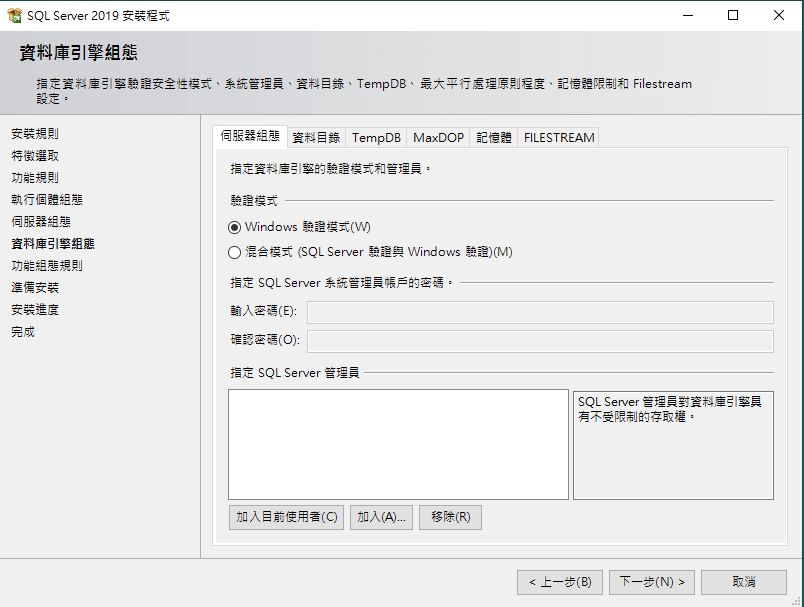 SQL Server 2019 安裝程式
資料庫引擎組態
指定資料庫引擎驗證安全性模式、系統管理員、資料目錄、TempDB、最大平行處理原則程度、記憶體限制和 Filestream
設定。
安裝規則
特徵選取
功能規則
執行個體組態
伺服器組態
資料庫引擎組態
功能組態規則
準備安裝
安裝進度
完成
伺服器組態 資料目錄 TempDB MaxDOP 記憶體 FILESTREAM
指定資料庫引擎的驗證模式和管理員。
驗證模式
Windows 驗證模式(W)
混合模式 (SQL Server 驗證與 Windows 驗證)(M)
指定 SQL Server 系統管理員帳戶的密碼。
輸入密碼(E):
確認密碼(O):
指定 SQL Server 管理員
SQL Server 管理員對資料庫引擎具
有不受限制的存取權。
加入目前使用者(C) 加入(A)... 移除(R)
< 上一步(B) 下一步(N) > 取消